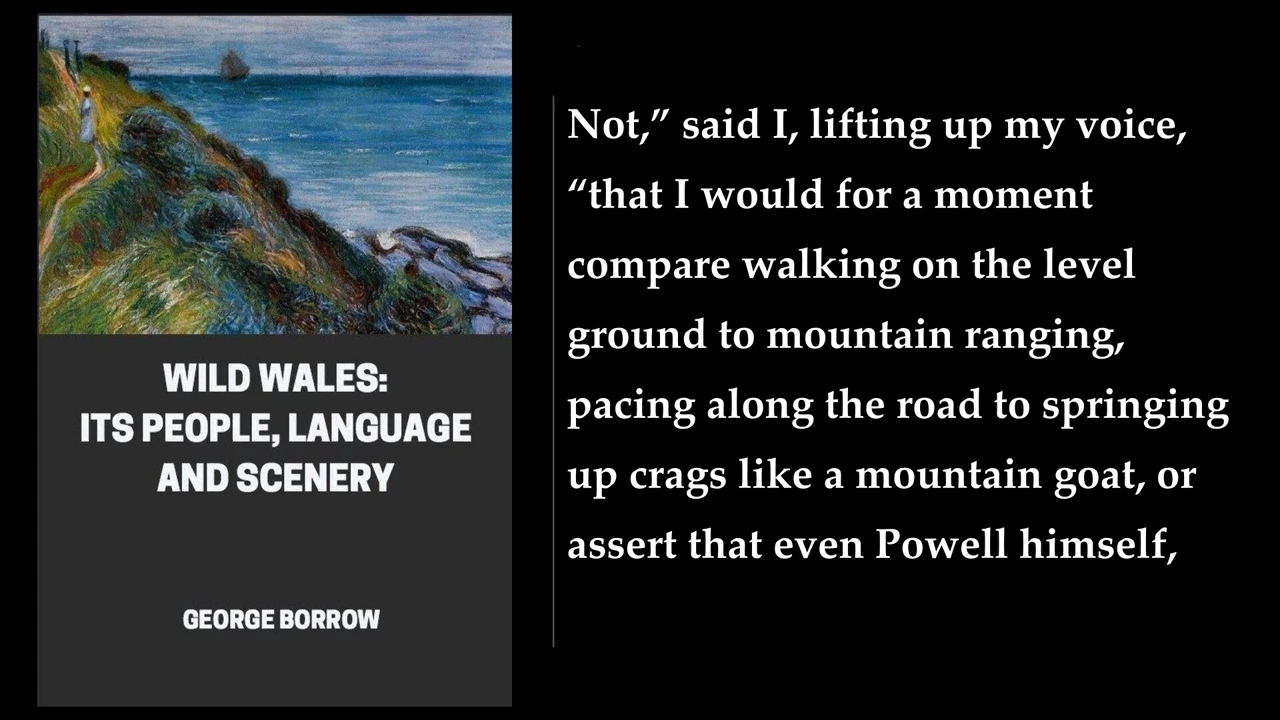 WILD WALES:
ITS PEOPLE, LANGUAGE
AND SCENERY
GEORGE BORROW
Not,” said I, lifting up my voice,
“that I would for a moment
compare walking on the level
ground to mountain ranging,
pacing along the road to springing
up crags like a mountain goat, or
assert that even Powell himself,